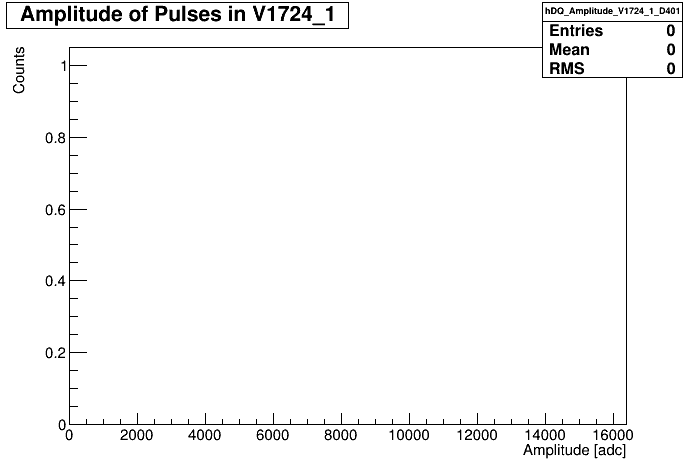 Amplitude of Pulses in V1724_1
hDQ_Amplitude_V1724_1_D401
Entries 0
Mean 0
RMS 0
Counts
1
0.8
0.6
0.4
0.2
0
0 2000 4000 6000 8000 10000 12000 14000 16000
Amplitude [adc]